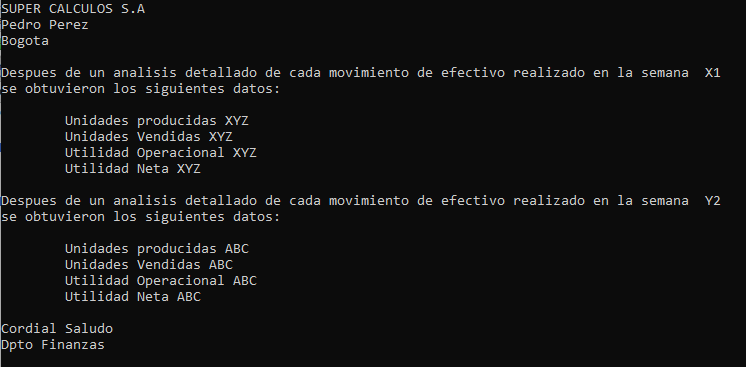 SUPER CALCULOS S.A
Pedro Perez
Bogota
Despues de un analisis detallado de cada movimiento de efectivo realizado en la semana  X1
se obtuvieron los siguientes datos:
Unidades producidas XYZ
Unidades Vendidas XYZ
Utilidad Operacional XYZ
Utilidad Neta XYZ
Despues de un analisis detallado de cada movimiento de efectivo realizado en la semana  Y2
se obtuvieron los siguientes datos:
Unidades producidas ABC
Unidades Vendidas ABC
Utilidad Operacional ABC
Utilidad Neta ABC
Cordial Saludo
Dpto Finanzas